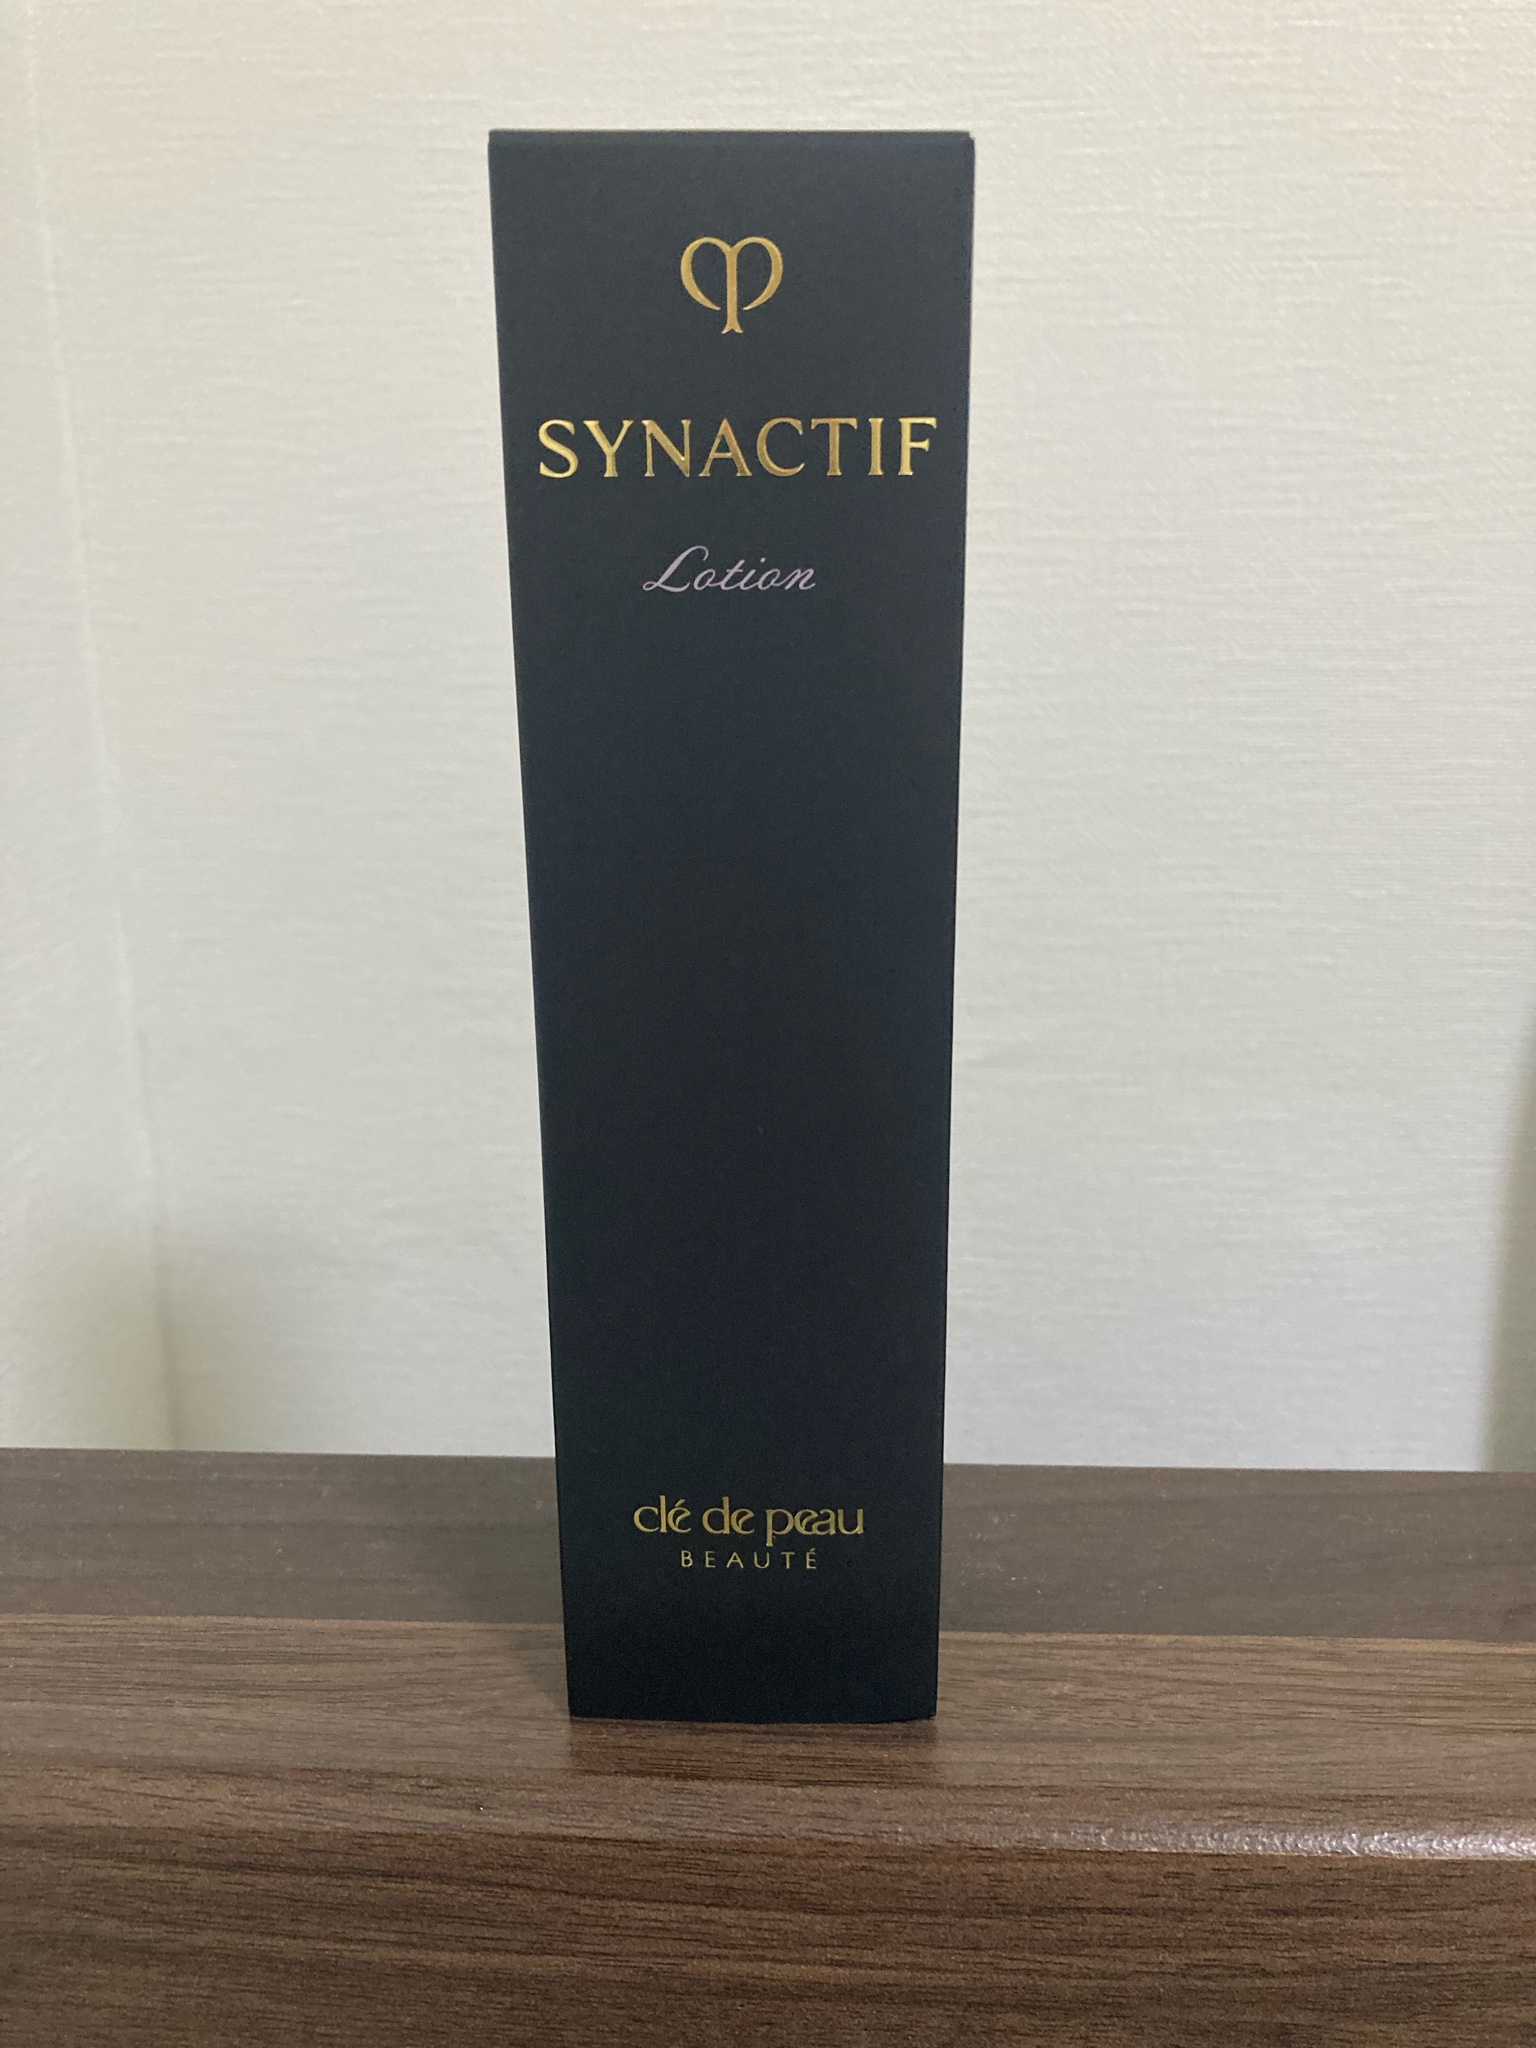 SYNACTIF
Lotion
clé de peau
BEAUTÉ